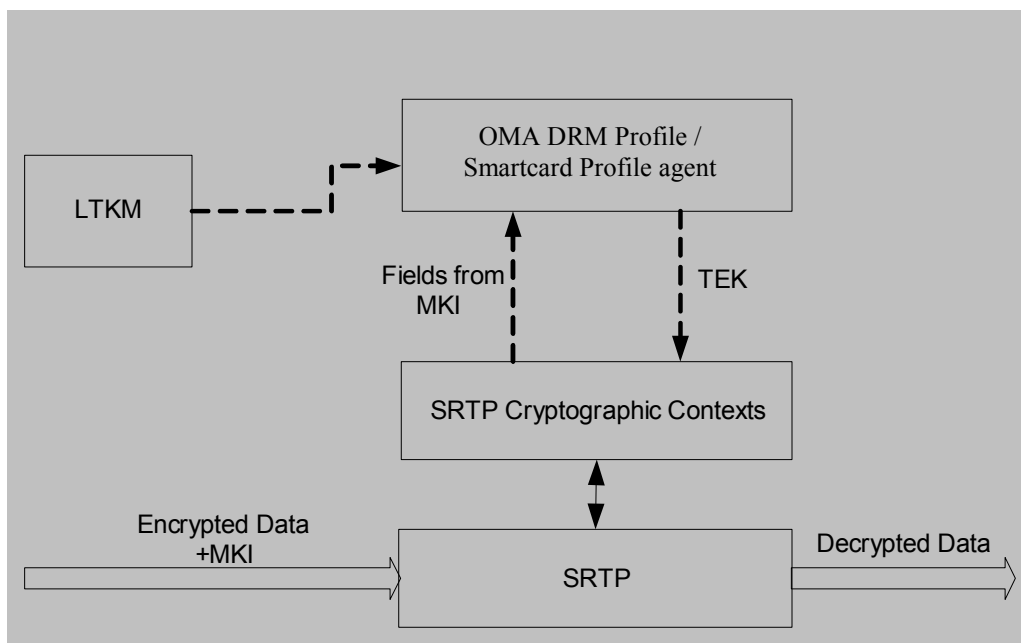 OMA DRM Profile /
Smartcard Profile agent
LTKM
Fields from
MKI
TEK
SRTP Cryptographic Contexts
Encrypted Data
+MKI
SRTP
Decrypted Data